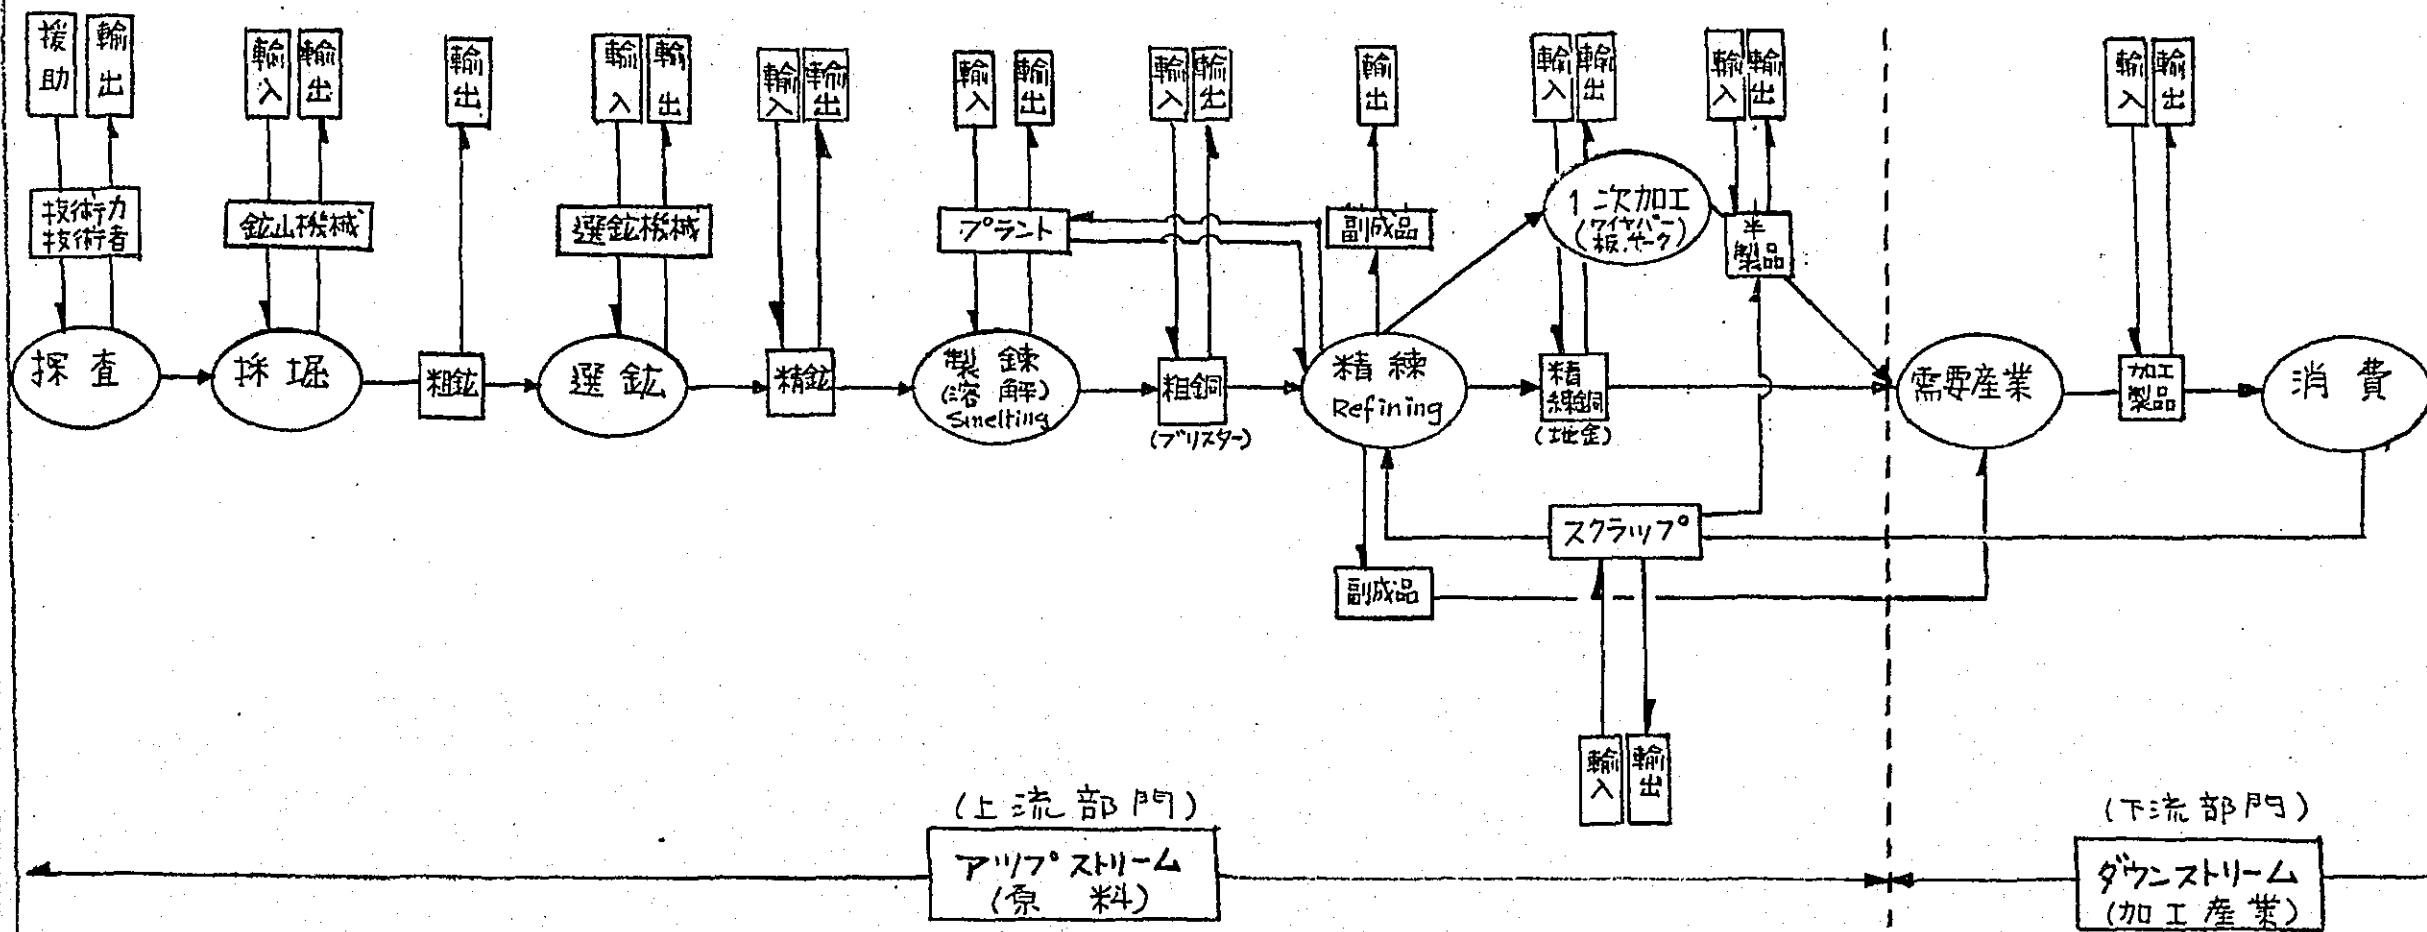 援助
輸出
輸入
輸出
輸出
輸入
輸出
輸入
輸出
輸入
輸出
輸入
輸出
輸出
輸入
輸出
輸入
輸出
輸入
輸出
技術力
技術者
鉱山機械
選鉱機械
プラント
副成品
1次加工
(ワイヤバー
板.ケーク)
半
製品
探査
採堀
粗鉱
選鉱
精鉱
製錬
(溶解)
Smelting
粗銅
(ブリスター)
精練
Refining
精
練銅
(地金)
需要産業
加工
製品
消費
スクラップ
副成品
輸入
輸出
(上流部門)
アップストリーム
(原料)
(下流部門)
ダウンストリーム
(加工産業)